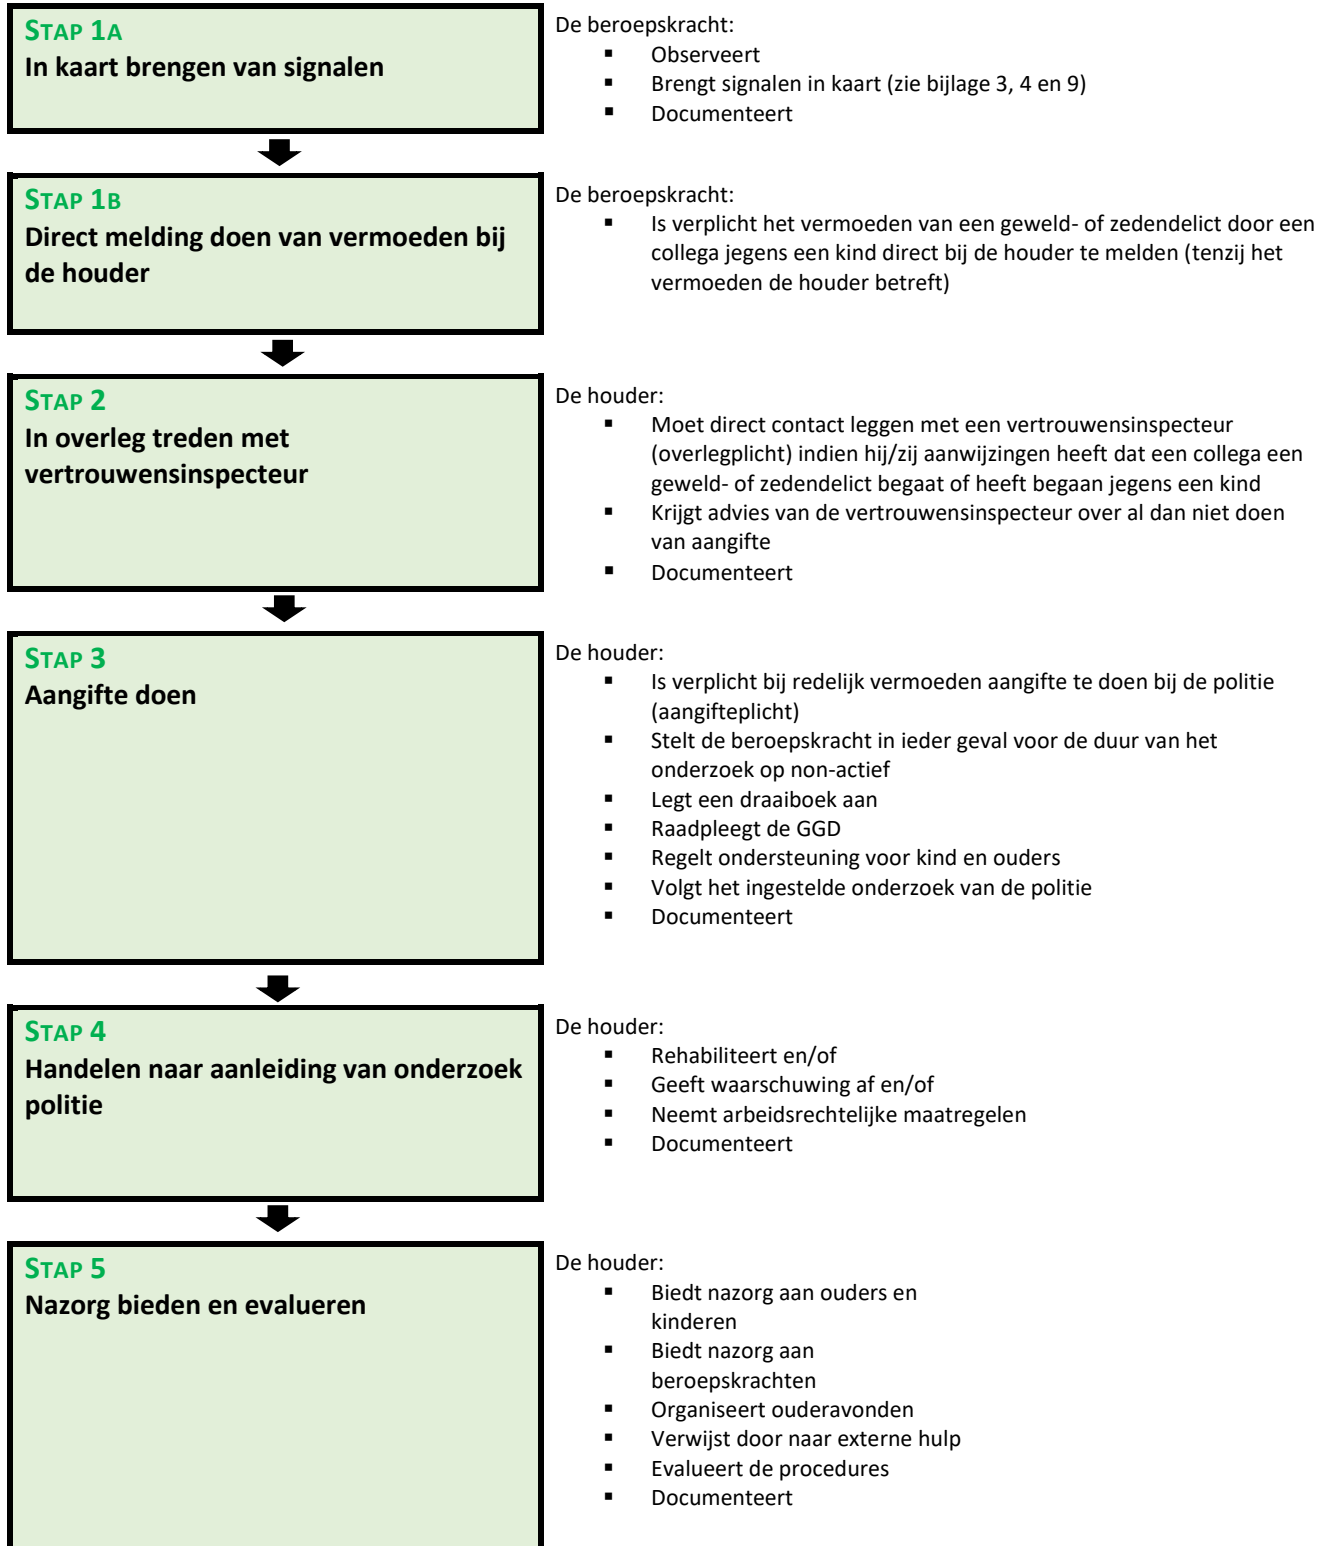 STAP 1A
In kaart brengen van signalen
De beroepskracht:
▪ Observeert
▪ Brengt signalen in kaart (zie bijlage 3, 4 en 9)
▪ Documenteert
STAP 1B
Direct melding doen van vermoeden bij
de houder
De beroepskracht:
▪ Is verplicht het vermoeden van een geweld- of zedendelict door een
collega jegens een kind direct bij de houder te melden (tenzij het
vermoeden de houder betreft)
STAP 2
In overleg treden met
vertrouwensinspecteur
De houder:
▪ Moet direct contact leggen met een vertrouwensinspecteur
(overlegplicht) indien hij/zij aanwijzingen heeft dat een collega een
geweld- of zedendelict begaat of heeft begaan jegens een kind
▪ Krijgt advies van de vertrouwensinspecteur over al dan niet doen
van aangifte
▪ Documenteert
STAP 3
Aangifte doen
De houder:
▪ Is verplicht bij redelijk vermoeden aangifte te doen bij de politie
(aangifteplicht)
▪ Stelt de beroepskracht in ieder geval voor de duur van het
onderzoek op non-actief
▪ Legt een draaiboek aan
▪ Raadpleegt de GGD
▪ Regelt ondersteuning voor kind en ouders
▪ Volgt het ingestelde onderzoek van de politie
▪ Documenteert
STAP 4
Handelen naar aanleiding van onderzoek
politie
De houder:
▪ Rehabiliteert en/of
▪ Geeft waarschuwing af en/of
▪ Neemt arbeidsrechtelijke maatregelen
▪ Documenteert
STAP 5
Nazorg bieden en evalueren
De houder:
▪ Biedt nazorg aan ouders en
kinderen
▪ Biedt nazorg aan
beroepskrachten
▪ Organiseert ouderavonden
▪ Verwijst door naar externe hulp
▪ Evalueert de procedures
▪ Documenteert